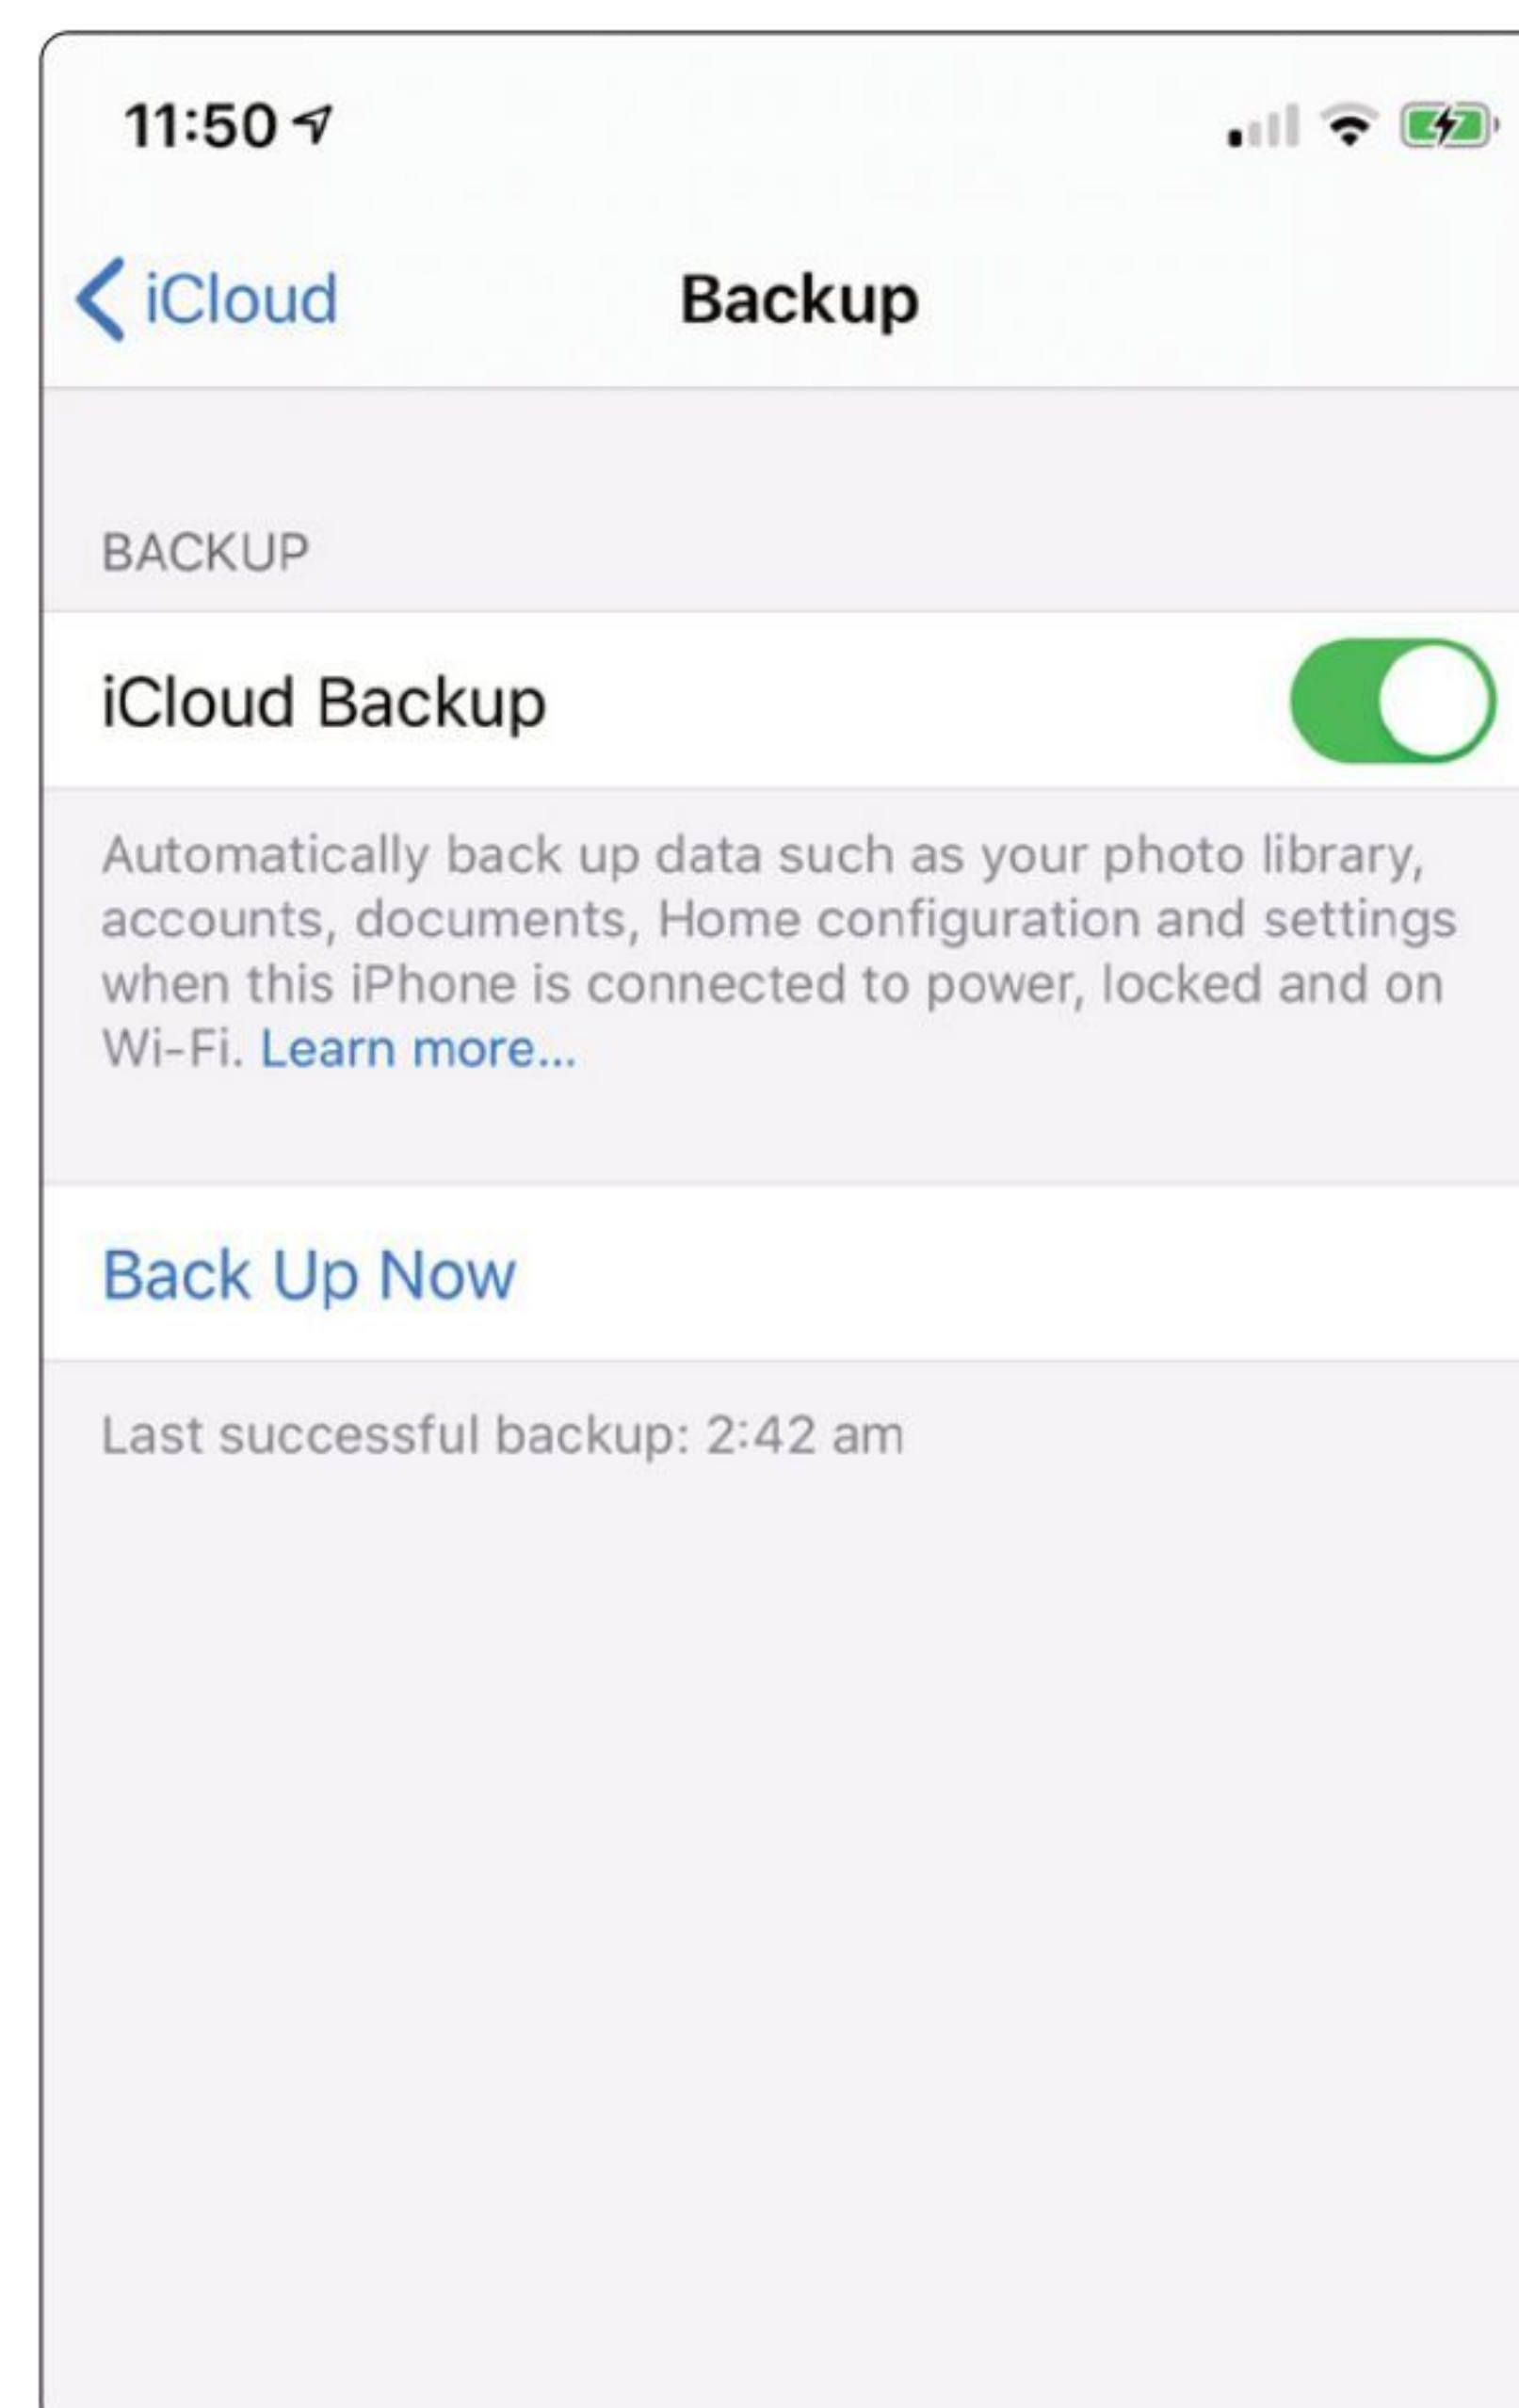 11:50
iCloud
Backup
BACKUP
iCloud Backup
Automatically back up data such as your photo library,
accounts, documents, Home configuration and settings
when this iPhone is connected to power, locked and on
Wi-Fi. Learn more...
Back Up Now
Last successful backup: 2:42 am